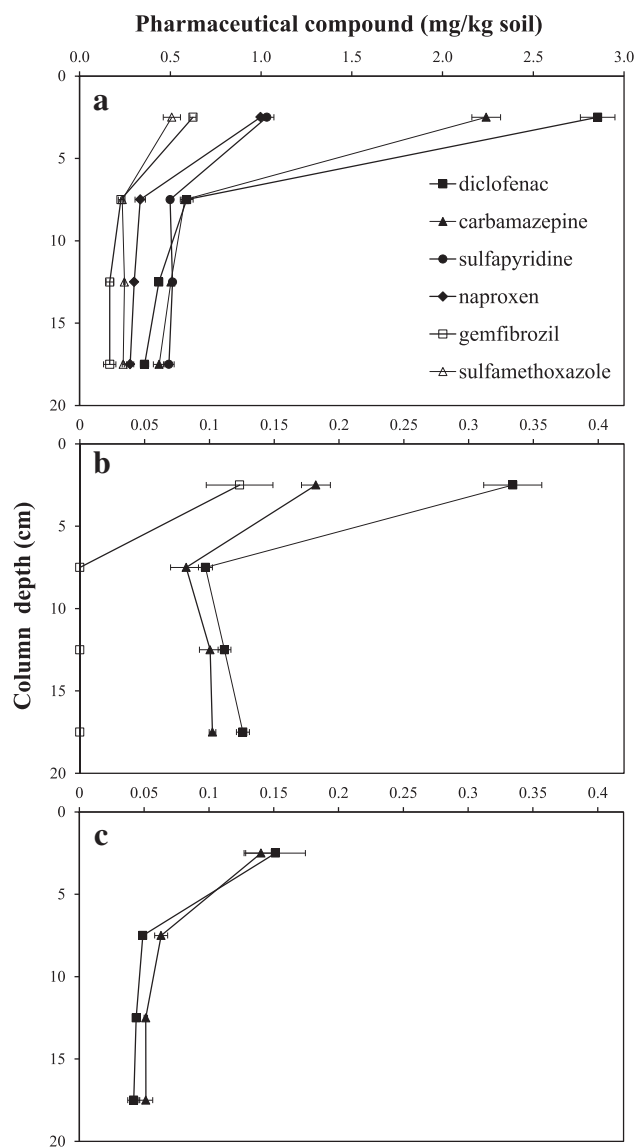 Pharmaceutical compound (mg/kg soil)
0 0.5 1.0 1.5 2.0 2.5 3.0
0
a
5
diclofenac
carbamazepine
10
sulfapyridine
naproxen
15
gemfibrozil
sulfamethoxazole
20
0 0.05 0.1 0.15 0.2 0.25 0.3 0.35 0.4
0
b
5
10
15
20
Column depth (cm)
0 0.05 0.1 0.15 0.2 0.25 0.3 0.35 0.4
0
c
5
10
15
20